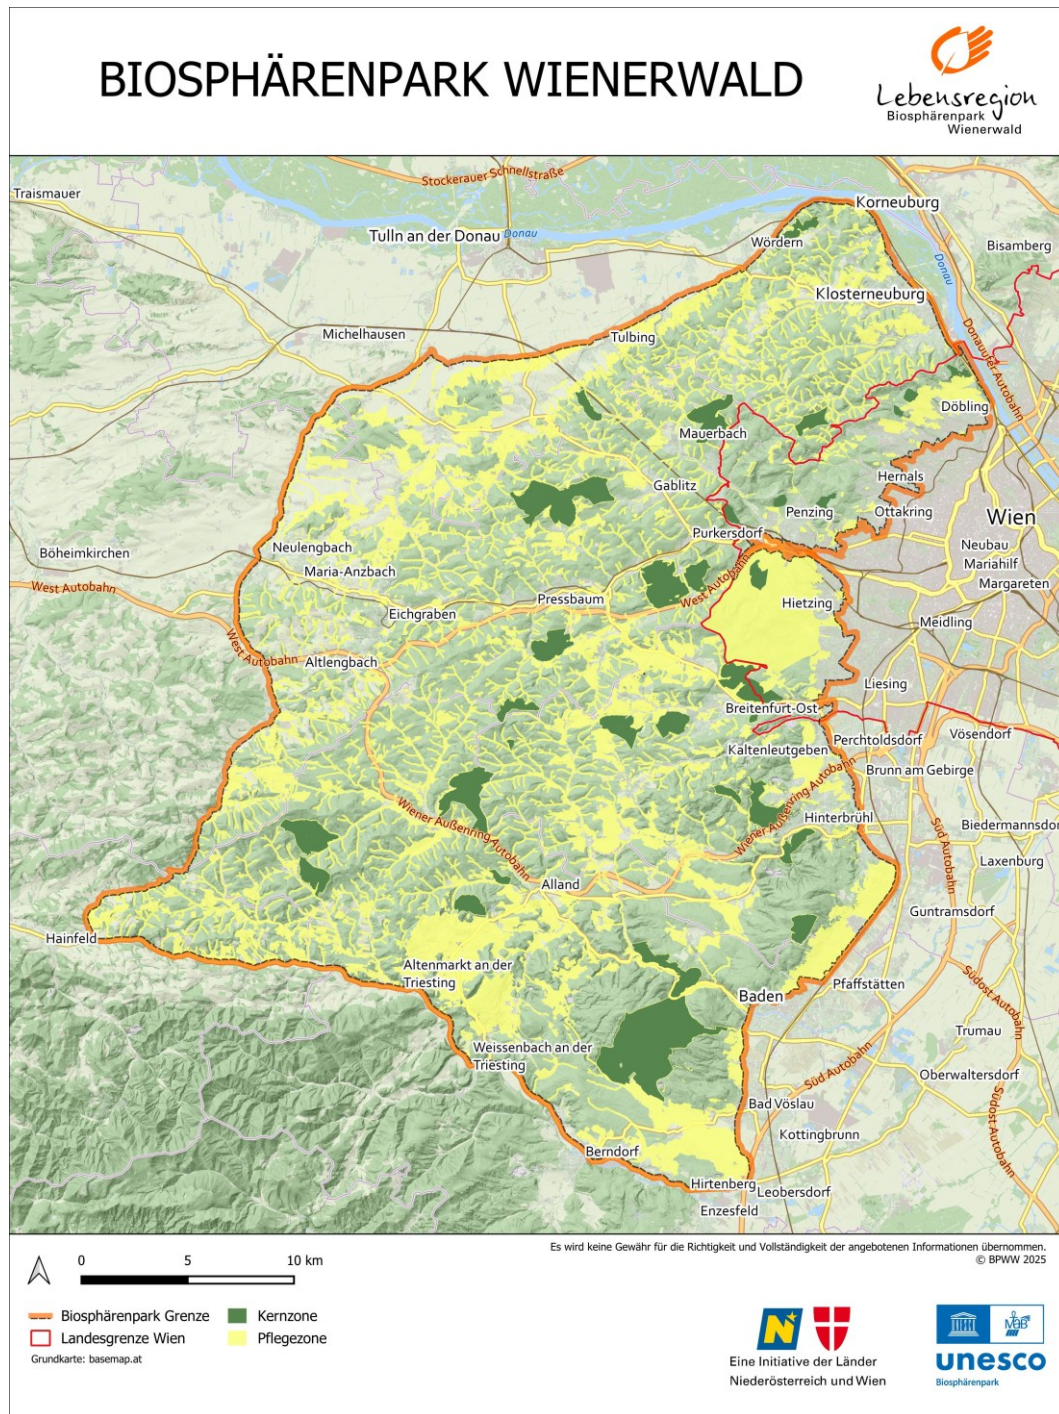 BIOSPHÄRENPARK WIENERWALD
Lebensregion
Biosphärenpark
Wienerwald
Traismauer
Stockerauer Schnellstraße
Korneuburg
Tulln an der Donau
Donau
Wördern
Bisamberg
Donau
Klosterneuburg
Michelhausen
Tulbing
Donauufer Autobahn
Döbling
Mauerbach
Hernals
Gablitz
Penzing
Ottakring
Wien
Purkersdorf
Neubau
Böheimkirchen
Neulengbach
Mariahilf
Maria-Anzbach
Margareten
West Autobahn
West Autobahn
Pressbaum
Hietzing
Eichgraben
Meidling
West Autobahn
Altlengbach
Liesing
Breitenfurt-Ost
Perchtoldsdorf
Vösendorf
Kaltenleutgeben
Brunn am Gebirge
Wiener Außenring Autobahn
Wiener Außenring Autobahn
Hinterbrühl
Süd Autobahn
Biedermannsdor
Laxenburg
Alland
Guntramsdorf
Hainfeld
Altenmarkt an der
Triesting
Pfaffstätten
Südost Autobahn
Baden
Trumau
Weissenbach an der
Triesting
Süd Autobahn
Oberwaltersdorf
Bad Vöslau
Südost Autobahn
Kottingbrunn
Berndorf
Hirtenberg
Leobersdorf
Enzesfeld
Es wird keine Gewähr für die Richtigkeit und Vollständigkeit der angebotenen Informationen übernommen.
© BPWW 2025
0 5 10 km
Biosphärenpark Grenze
Kernzone
Landesgrenze Wien
Pflegezone
Grundkarte: basemap.at
N
MAB
Eine Initiative der Länder
Niederösterreich und Wien
unesco
Biosphärenpark